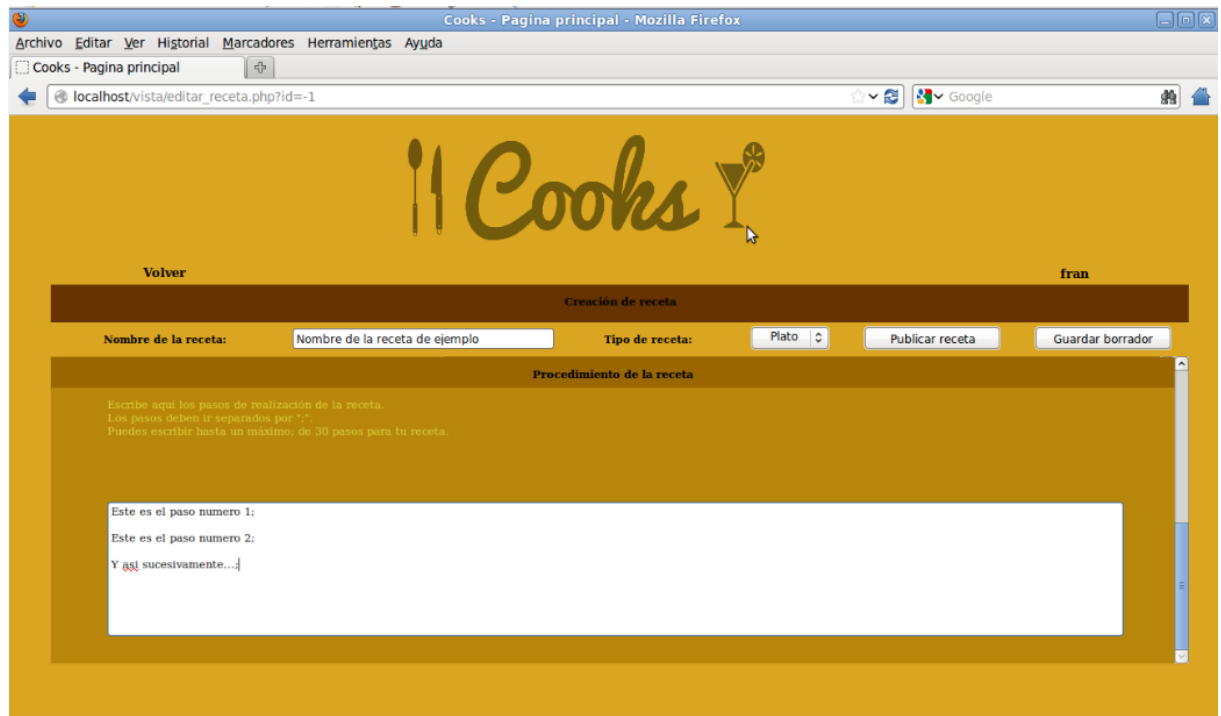 Cooks - Pagina principal - Mozilla Firefox
Archivo Editar Ver Historial Marcadores Herramientas Ayuda
Cooks - Pagina principal
localhost/vista/editar_receta.php?id=-1 Google
Cooks
Volver fran
Creación de receta
Nombre de la receta: Nombre de la receta de ejemplo Tipo de receta: Plato Publicar receta Guardar borrador
Procedimiento de la receta
Escribe aquí los pasos de realización de la receta.
Los pasos deben ir separados por ";".
Puedes escribir hasta un máximo; de 30 pasos para tu receta.
Este es el paso numero 1;
Este es el paso numero 2;
Y asi sucesivamente...;